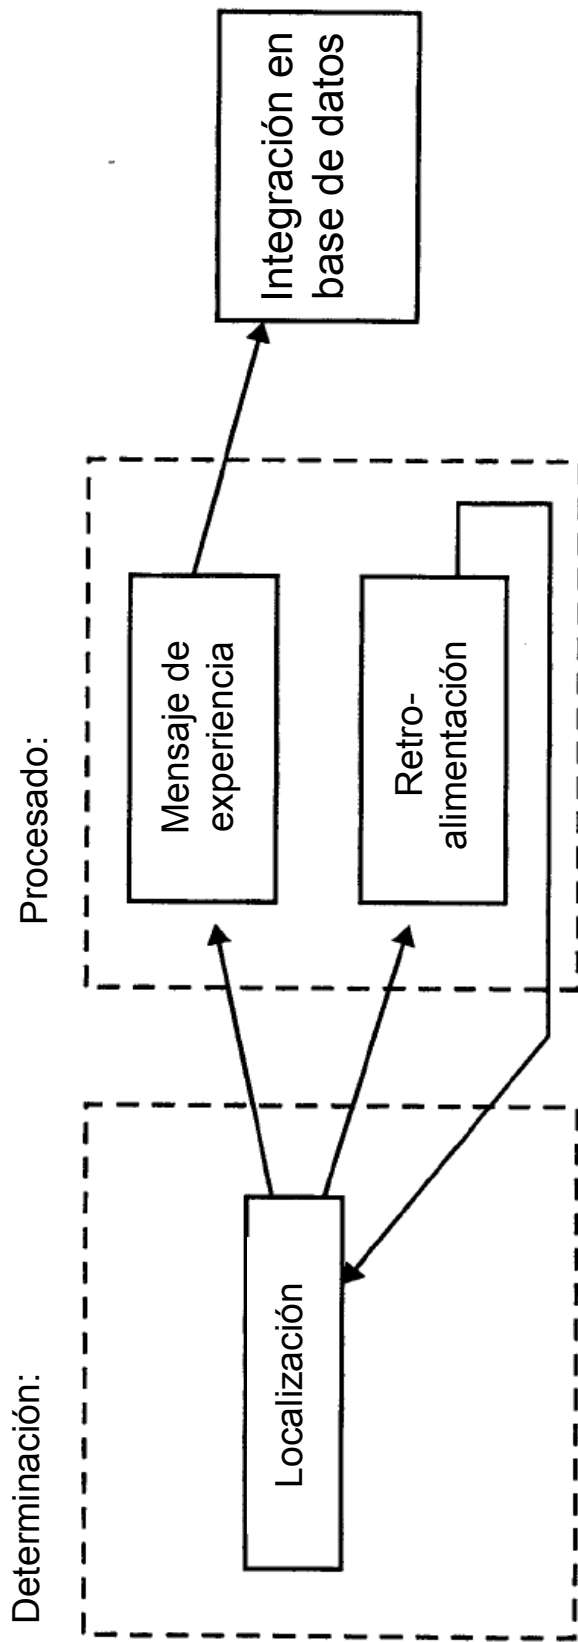 Determinación:
Localización
Procesado:
Mensaje de
experiencia
Retro-
alimentación
Integración en
base de datos